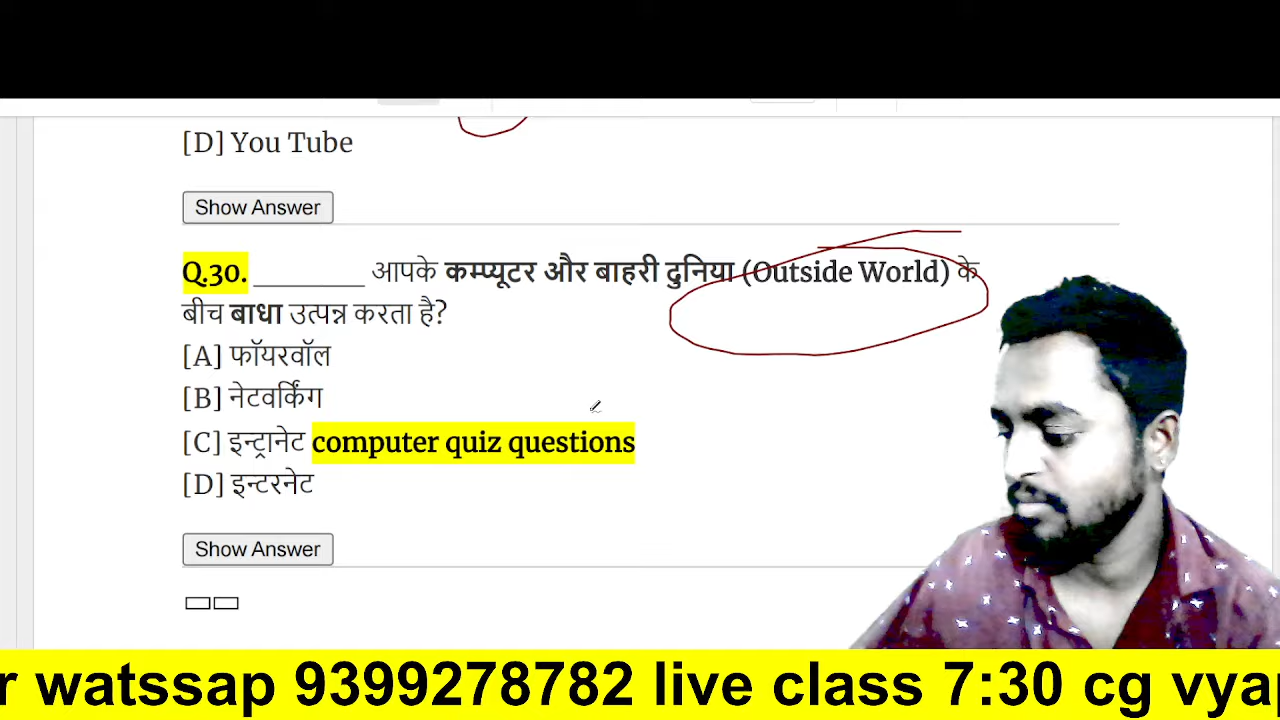 [D] You Tube
Show Answer
Q.30. ________ आपके कम्प्यूटर और बाहरी दुनिया (Outside World) के
बीच बाधा उत्पन्न करता है?
[A] फॉयरवॉल
[B] नेटवर्किंग
[C] इन्ट्रानेट computer quiz questions
[D] इन्टरनेट
Show Answer
r watssap 9399278782 live class 7:30 cg vyap